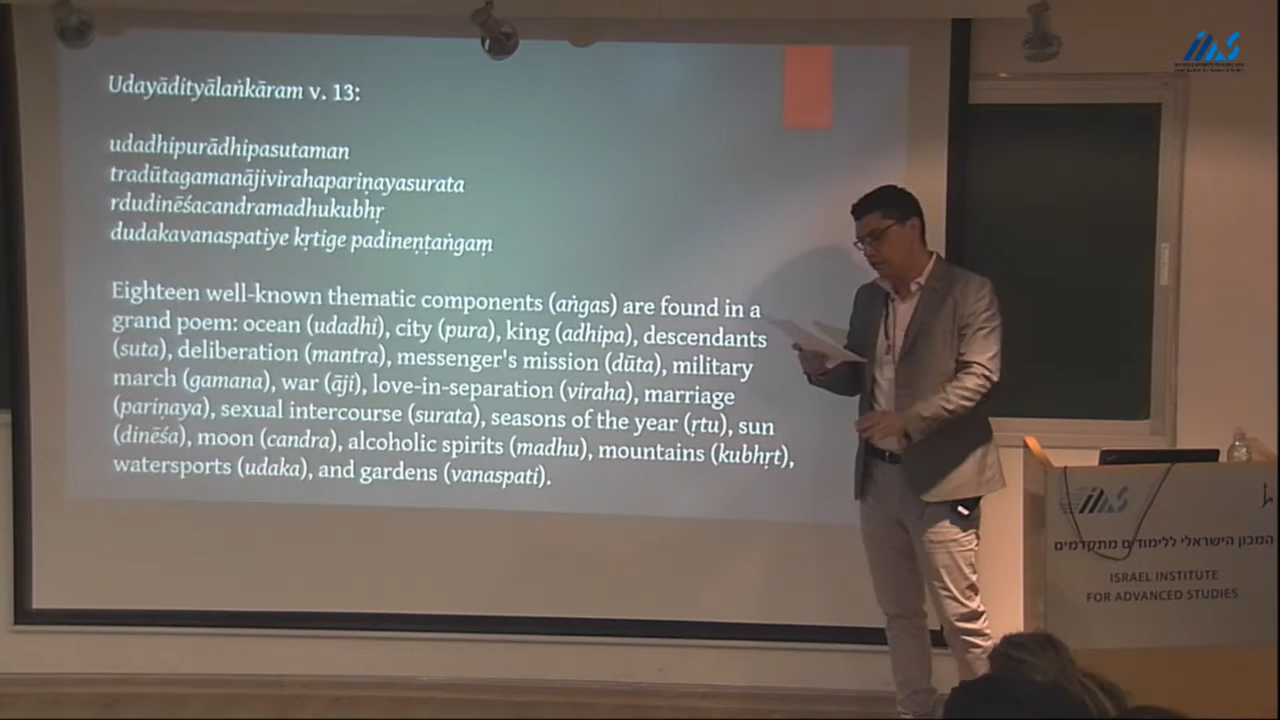 Udayādityālaṅkāram v. 13:
udadhipurādhipasutaman
tradūtagamanājivirahapariṇayasurata
rdudinēśacandramadhukubhṛ
dudakavanaspatiye kṛtige padineṇṭaṅgaṃ
Eighteen well-known thematic components (aṅgas) are found in a
grand poem: ocean (udadhi), city (pura), king (adhipa), descendants
(suta), deliberation (mantra), messenger's mission (dūta), military
march (gamana), war (āji), love-in-separation (viraha), marriage
(pariṇaya), sexual intercourse (surata), seasons of the year (ṛtu), sun
(dinēśa), moon (candra), alcoholic spirits (madhu), mountains (kubhṛt),
watersports (udaka), and gardens (vanaspati).
IIAS
IIAS
המכון הישראלי ללימודים מתקדמים
ISRAEL INSTITUTE
FOR ADVANCED STUDIES